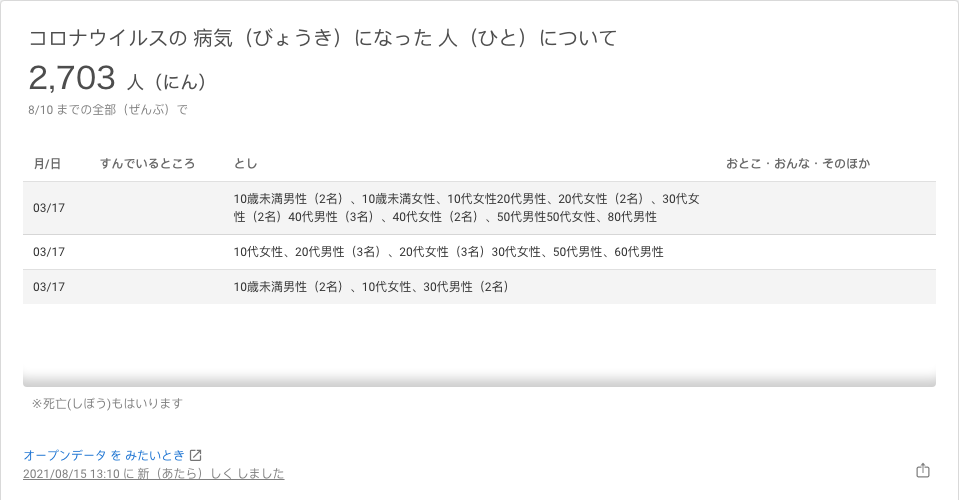 コロナウイルスの 病気（びょうき）になった 人（ひと）について
2,703 人（にん）
8/10 までの全部（ぜんぶ）で
月/日 すんでいるところ とし おとこ・おんな・そのほか
03/17 10歳未満男性（2名）、10歳未満女性、10代女性20代男性、20代女性（2名）、30代女
性（2名）40代男性（3名）、40代女性（2名）、50代男性50代女性、80代男性
03/17 10代女性、20代男性（3名）、20代女性（3名）30代女性、50代男性、60代男性
03/17 10歳未満男性（2名）、10代女性、30代男性（2名）
※死亡(しぼう)もはいります
オープンデータ を みたいとき
2021/08/15 13:10 に 新（あたら）しく しました